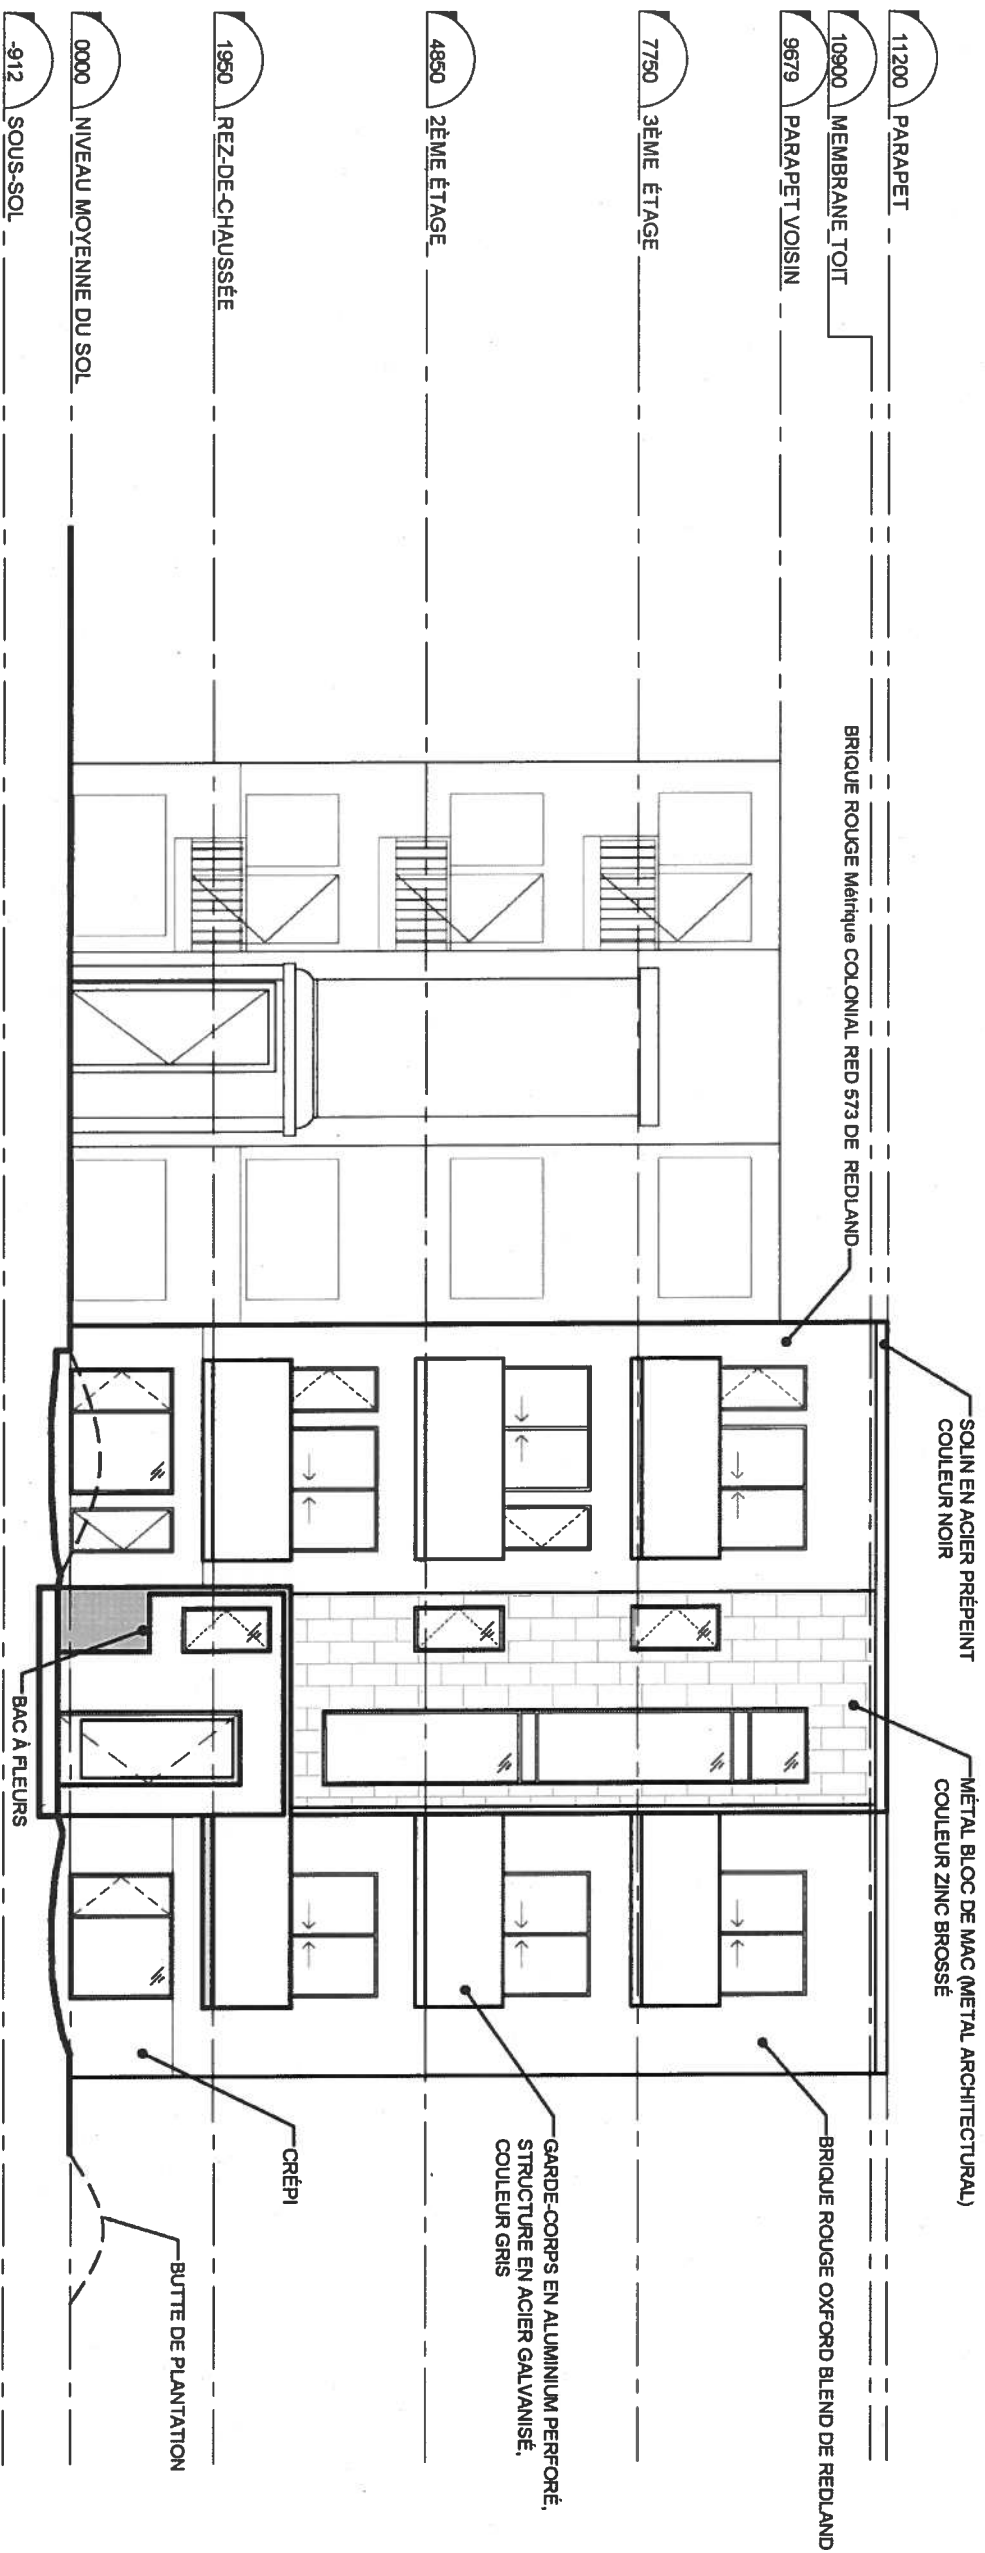 11200 PARAPET
10900 MEMBRANE TOIT
9679 PARAPET VOISIN
7750 3ÈME ÉTAGE
4850 2ÈME ÉTAGE
1950 REZ-DE-CHAUSSÉE
0000 NIVEAU MOYENNE DU SOL
-912 SOUS-SOL
BRIQUE ROUGE Métrique COLONIAL RED 573 DE REDLAND
SOLIN EN ACIER PRÉPEINT
COULEUR NOIR
MÉTAL BLOC DE MAC (METAL ARCHITECTURAL)
COULEUR ZINC BROSSÉ
BRIQUE ROUGE OXFORD BLEND DE REDLAND
GARDE-CORPS EN ALUMINIUM PERFORÉ,
STRUCTURE EN ACIER GALVANISÉ,
COULEUR GRIS
CRÉPI
BUTTE DE PLANTATION
BAC À FLEURS